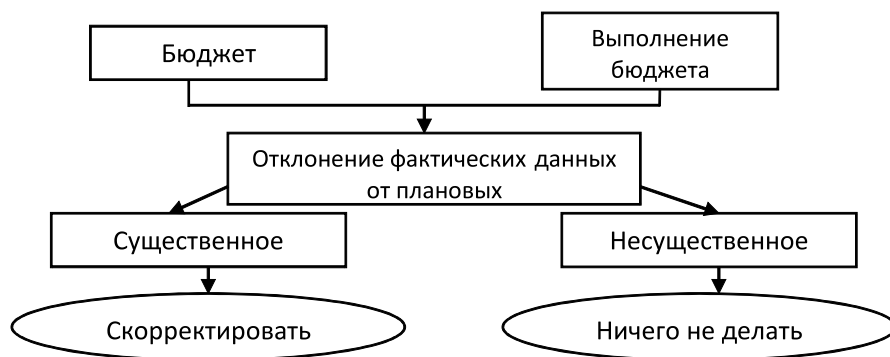 Бюджет
Выполнение
бюджета
Отклонение фактических данных
от плановых
Существенное
Несущественное
Скорректировать
Ничего не делать